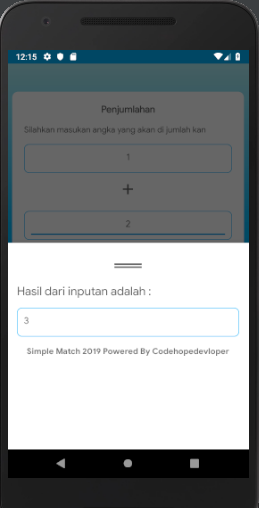 12:15
Penjumlahan
Silahkan masukan angka yang akan di jumlah kan
1
+
2
Hasil dari inputan adalah :
3
Simple Match 2019 Powered By Codehopedevloper